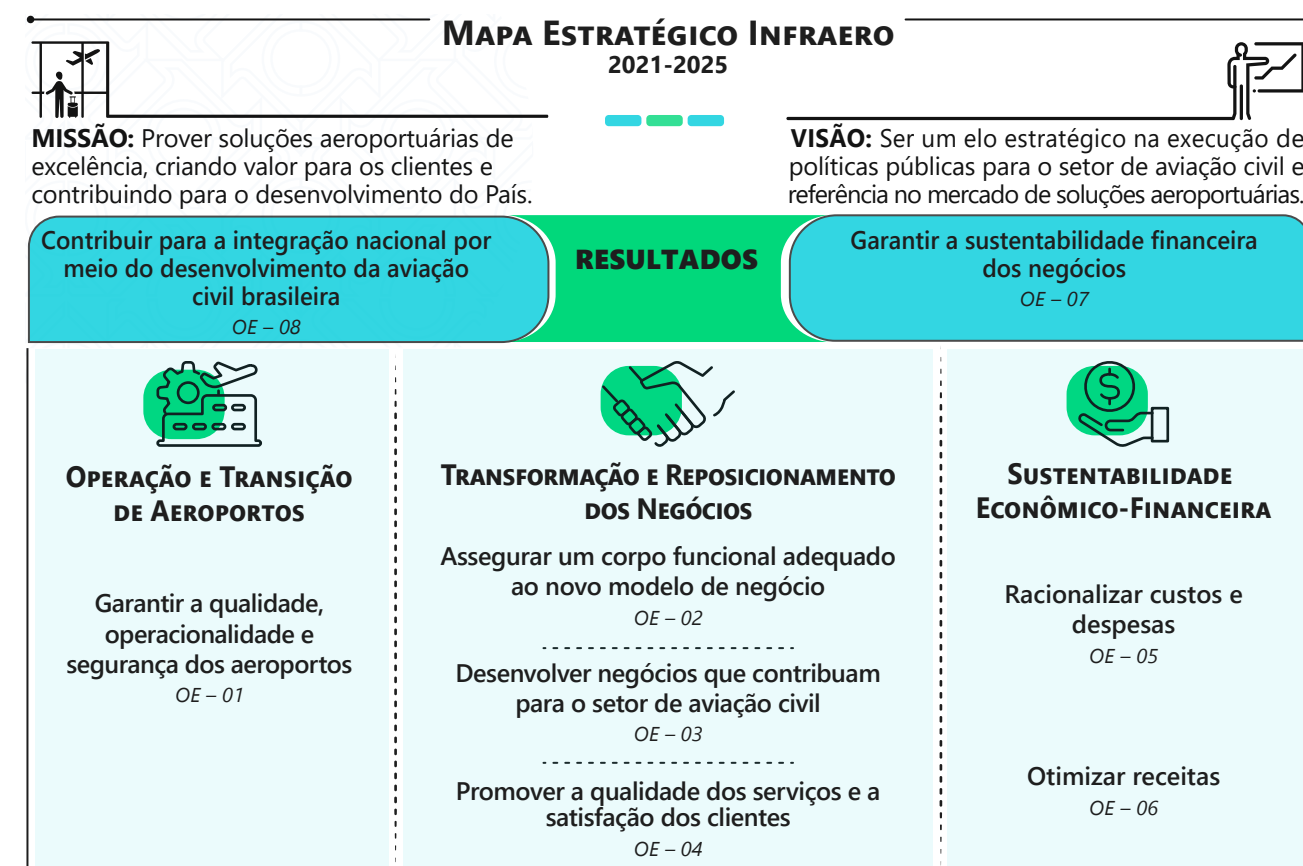 Mapa Estratégico Infraero
2021-2025
MISSÃO: Prover soluções aeroportuárias de
excelência, criando valor para os clientes e
contribuindo para o desenvolvimento do País.
VISÃO: Ser um elo estratégico na execução de
políticas públicas para o setor de aviação civil e
referência no mercado de soluções aeroportuárias.
Contribuir para a integração nacional por
meio do desenvolvimento da aviação
civil brasileira
OE – 08
RESULTADOS
Garantir a sustentabilidade financeira
dos negócios
OE – 07
Operação e Transição
de Aeroportos
Garantir a qualidade,
operacionalidade e
segurança dos aeroportos
OE – 01
Transformação e Reposicionamento
dos Negócios
Assegurar um corpo funcional adequado
ao novo modelo de negócio
OE – 02
Desenvolver negócios que contribuam
para o setor de aviação civil
OE – 03
Promover a qualidade dos serviços e a
satisfação dos clientes
OE – 04
$
Sustentabilidade
Econômico-Financeira
Racionalizar custos e
despesas
OE – 05
Otimizar receitas
OE – 06